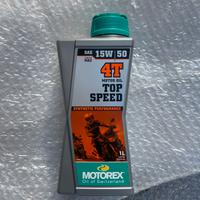 SAE 15W/50
4T
MOTOR OIL
TOP
SPEED
SYNTHETIC PERFORMANCE
1L
MOTOREX
Oil of Switzerland